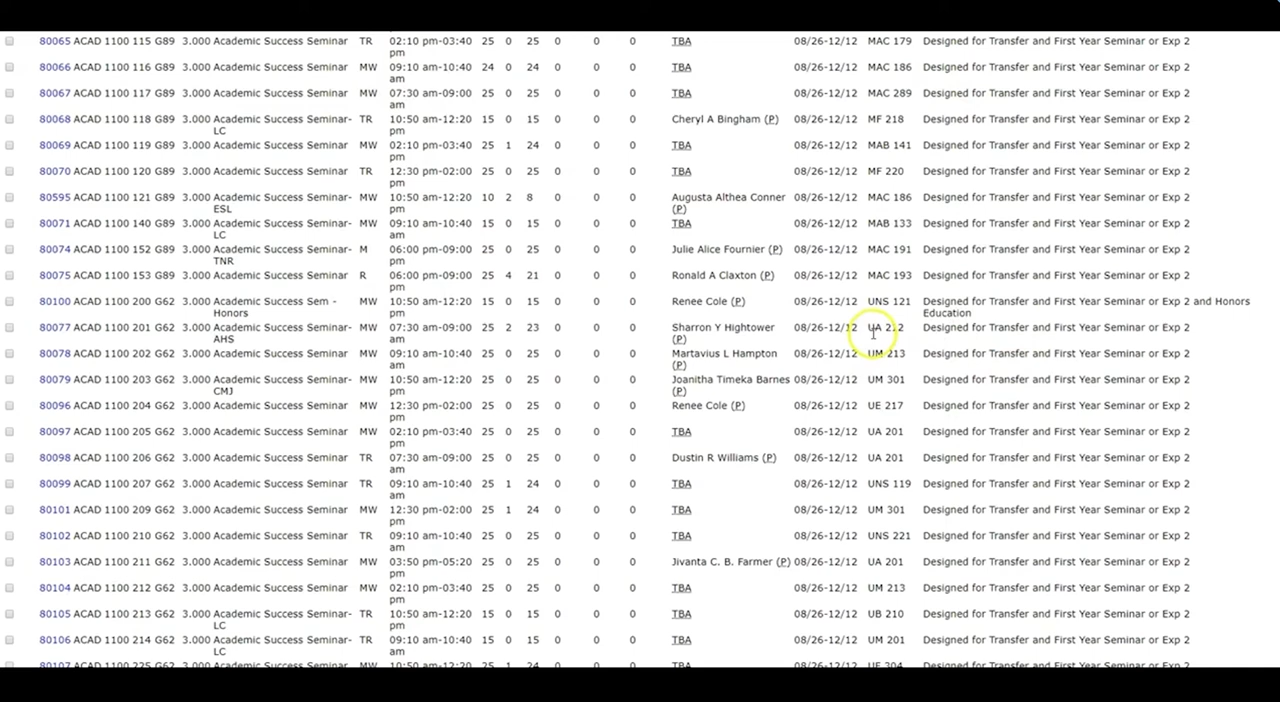 80065 ACAD 1100 115 G89 3.000 Academic Success Seminar TR 02:10 pm-03:40 25 0 25 0 0 0 TBA 08/26-12/12 MAC 179 Designed for Transfer and First Year Seminar or Exp 2
pm
80066 ACAD 1100 116 G89 3.000 Academic Success Seminar MW 09:10 am-10:40 24 0 24 0 0 0 TBA 08/26-12/12 MAC 186 Designed for Transfer and First Year Seminar or Exp 2
am
80067 ACAD 1100 117 G89 3.000 Academic Success Seminar MW 07:30 am-09:00 25 0 25 0 0 0 TBA 08/26-12/12 MAC 289 Designed for Transfer and First Year Seminar or Exp 2
am
80068 ACAD 1100 118 G89 3.000 Academic Success Seminar- TR 10:50 am-12:20 15 0 15 0 0 0 Cheryl A Bingham (P) 08/26-12/12 MF 218 Designed for Transfer and First Year Seminar or Exp 2
LC pm
80069 ACAD 1100 119 G89 3.000 Academic Success Seminar MW 02:10 pm-03:40 25 1 24 0 0 0 TBA 08/26-12/12 MAB 141 Designed for Transfer and First Year Seminar or Exp 2
pm
80070 ACAD 1100 120 G89 3.000 Academic Success Seminar TR 12:30 pm-02:00 25 0 25 0 0 0 TBA 08/26-12/12 MF 220 Designed for Transfer and First Year Seminar or Exp 2
pm
80595 ACAD 1100 121 G89 3.000 Academic Success Seminar- MW 10:50 am-12:20 10 2 8 0 0 0 Augusta Althea Conner 08/26-12/12 MAC 186 Designed for Transfer and First Year Seminar or Exp 2
ESL pm (P)
80071 ACAD 1100 140 G89 3.000 Academic Success Seminar- MW 09:10 am-10:40 15 0 15 0 0 0 TBA 08/26-12/12 MAB 133 Designed for Transfer and First Year Seminar or Exp 2
LC am
80074 ACAD 1100 152 G89 3.000 Academic Success Seminar- M 06:00 pm-09:00 25 0 25 0 0 0 Julie Alice Fournier (P) 08/26-12/12 MAC 191 Designed for Transfer and First Year Seminar or Exp 2
TNR pm
80075 ACAD 1100 153 G89 3.000 Academic Success Seminar R 06:00 pm-09:00 25 4 21 0 0 0 Ronald A Claxton (P) 08/26-12/12 MAC 193 Designed for Transfer and First Year Seminar or Exp 2
pm
80100 ACAD 1100 200 G62 3.000 Academic Success Sem - MW 10:50 am-12:20 15 0 15 0 0 0 Renee Cole (P) 08/26-12/12 UNS 121 Designed for Transfer and First Year Seminar or Exp 2 and Honors
Honors pm Education
80077 ACAD 1100 201 G62 3.000 Academic Success Seminar- MW 07:30 am-09:00 25 2 23 0 0 0 Sharron Y Hightower 08/26-12/12 UA 212 Designed for Transfer and First Year Seminar or Exp 2
AHS am (P)
80078 ACAD 1100 202 G62 3.000 Academic Success Seminar MW 09:10 am-10:40 25 0 25 0 0 0 Martavius L Hampton 08/26-12/12 UM 213 Designed for Transfer and First Year Seminar or Exp 2
am (P)
80079 ACAD 1100 203 G62 3.000 Academic Success Seminar- MW 10:50 am-12:20 25 0 25 0 0 0 Joanitha Timeka Barnes 08/26-12/12 UM 301 Designed for Transfer and First Year Seminar or Exp 2
CMJ pm (P)
80096 ACAD 1100 204 G62 3.000 Academic Success Seminar MW 12:30 pm-02:00 25 0 25 0 0 0 Renee Cole (P) 08/26-12/12 UE 217 Designed for Transfer and First Year Seminar or Exp 2
pm
80097 ACAD 1100 205 G62 3.000 Academic Success Seminar MW 02:10 pm-03:40 25 0 25 0 0 0 TBA 08/26-12/12 UA 201 Designed for Transfer and First Year Seminar or Exp 2
pm
80098 ACAD 1100 206 G62 3.000 Academic Success Seminar TR 07:30 am-09:00 25 0 25 0 0 0 Dustin R Williams (P) 08/26-12/12 UA 201 Designed for Transfer and First Year Seminar or Exp 2
am
80099 ACAD 1100 207 G62 3.000 Academic Success Seminar TR 09:10 am-10:40 25 1 24 0 0 0 TBA 08/26-12/12 UNS 119 Designed for Transfer and First Year Seminar or Exp 2
am
80101 ACAD 1100 209 G62 3.000 Academic Success Seminar MW 12:30 pm-02:00 25 1 24 0 0 0 TBA 08/26-12/12 UM 301 Designed for Transfer and First Year Seminar or Exp 2
pm
80102 ACAD 1100 210 G62 3.000 Academic Success Seminar TR 09:10 am-10:40 25 0 25 0 0 0 TBA 08/26-12/12 UNS 221 Designed for Transfer and First Year Seminar or Exp 2
am
80103 ACAD 1100 211 G62 3.000 Academic Success Seminar MW 03:50 pm-05:20 25 0 25 0 0 0 Jivanta C. B. Farmer (P) 08/26-12/12 UA 201 Designed for Transfer and First Year Seminar or Exp 2
pm
80104 ACAD 1100 212 G62 3.000 Academic Success Seminar MW 02:10 pm-03:40 25 0 25 0 0 0 TBA 08/26-12/12 UM 213 Designed for Transfer and First Year Seminar or Exp 2
pm
80105 ACAD 1100 213 G62 3.000 Academic Success Seminar- TR 10:50 am-12:20 15 0 15 0 0 0 TBA 08/26-12/12 UB 210 Designed for Transfer and First Year Seminar or Exp 2
LC pm
80106 ACAD 1100 214 G62 3.000 Academic Success Seminar- TR 09:10 am-10:40 15 0 15 0 0 0 TBA 08/26-12/12 UM 201 Designed for Transfer and First Year Seminar or Exp 2
LC am
80107 ACAD 1100 225 G62 3.000 Academic Success Seminar MW 10:50 am-12:20 25 1 24 0 0 0 TBA 08/26-12/12 UE 304 Designed for Transfer and First Year Seminar or Exp 2